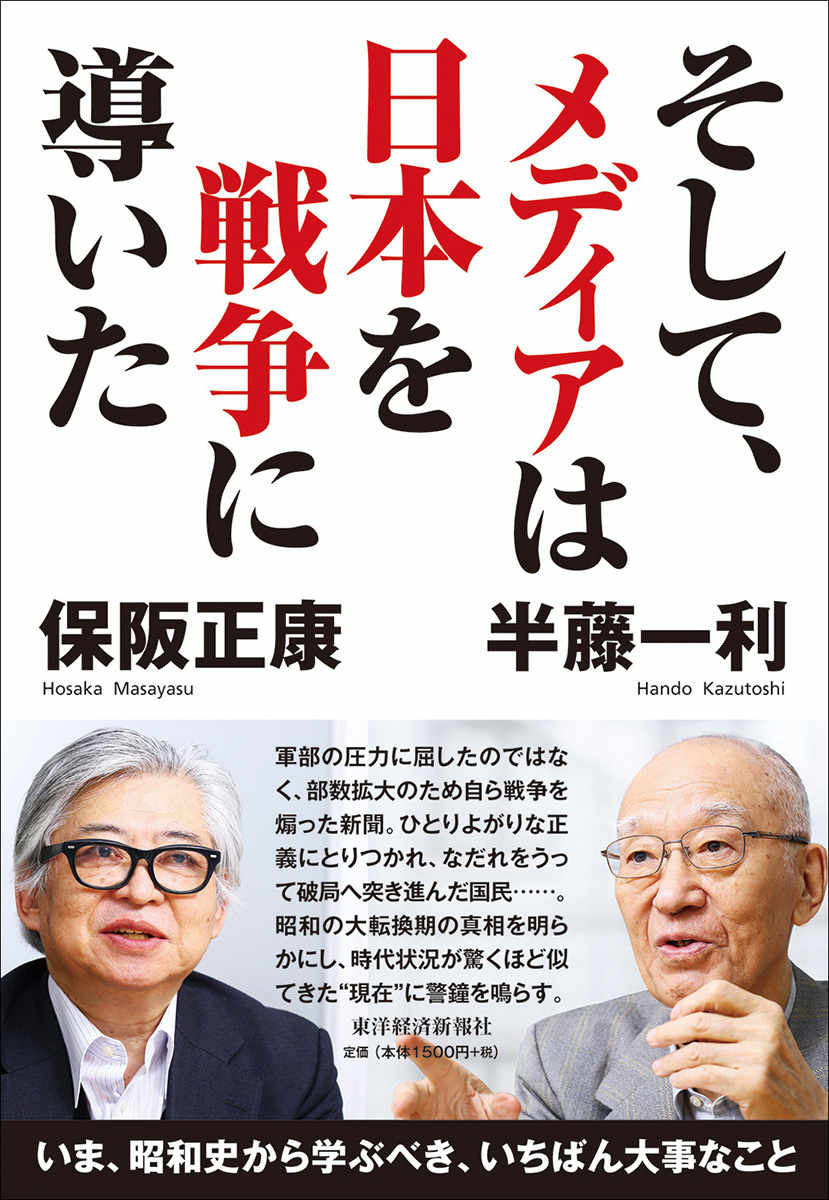 そして、
メディアは
日本を
戦争に
導いた
半藤一利
Hando Kazutoshi
保阪正康
Hosaka Masayasu
軍部の圧力に屈したのではな
く、部数拡大のため自ら戦争を
煽った新聞。ひとりよがりな正
義にとりつかれ、なだれをうっ
て破局へ突き進んだ国民……。
昭和の大転換期の真相を明ら
かにし、時代状況が驚くほど似
てきた“現在”に警鐘を鳴らす。
東洋経済新報社
定価（本体1500円+税）
いま、昭和史から学ぶべき、いちばん大事なこと